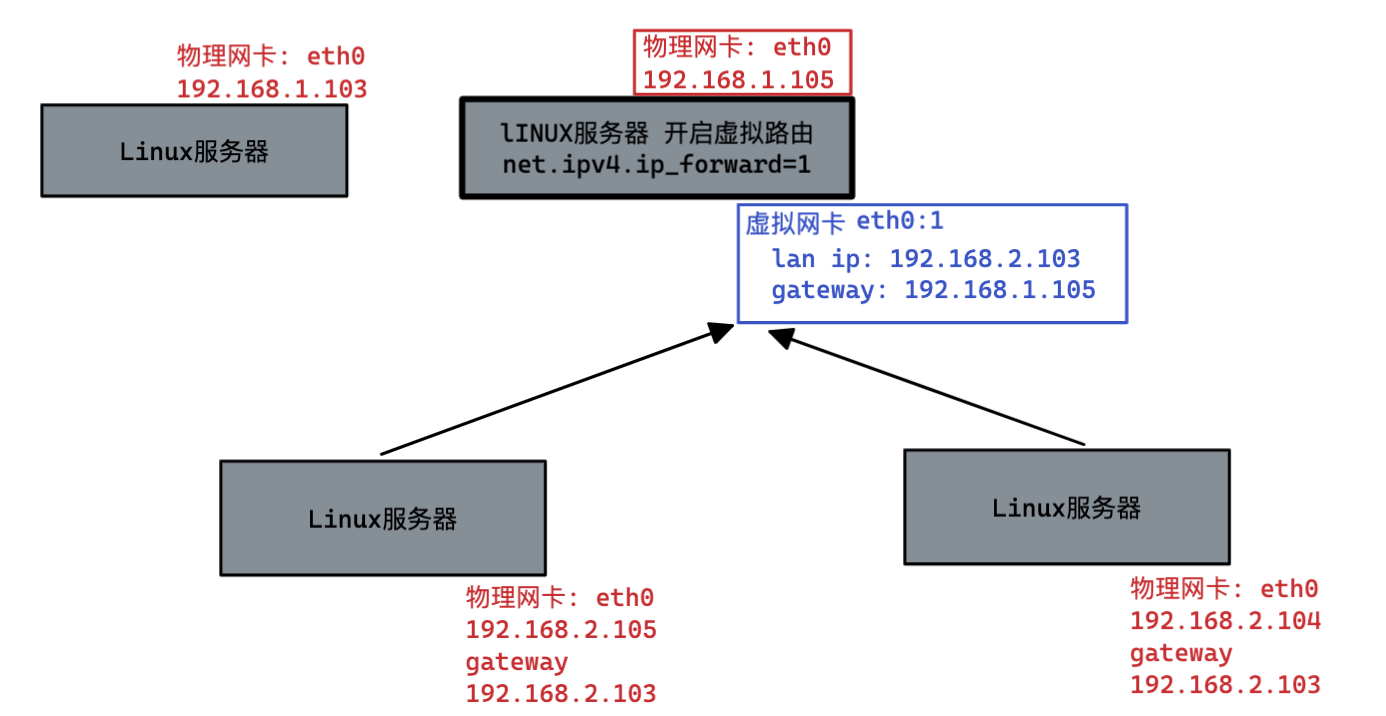 物理网卡: eth0
192.168.1.103
Linux服务器
物理网卡: eth0
192.168.1.105
lINUX服务器 开启虚拟路由
net.ipv4.ip_forward=1
虚拟网卡 eth0:1
lan ip: 192.168.2.103
gateway: 192.168.1.105
Linux服务器
物理网卡: eth0
192.168.2.105
gateway
192.168.2.103
Linux服务器
物理网卡: eth0
192.168.2.104
gateway
192.168.2.103